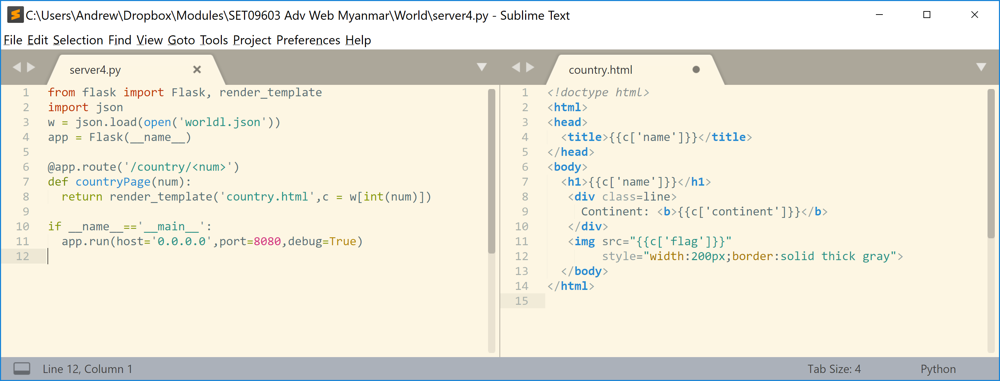 C:\Users\Andrew\Dropbox\Modules\SET09603 Adv Web Myanmar\World\server4.py - Sublime Text
File Edit Selection Find View Goto Tools Project Preferences Help
server4.py
1 from flask import Flask, render_template
2 import json
3 w = json.load(open('worldl.json'))
4 app = Flask(__name__)
5
6 @app.route('/country/<num>')
7 def countryPage(num):
8   return render_template('country.html',c = w[int(num)])
9
10 if __name__=='__main__':
11   app.run(host='0.0.0.0',port=8080,debug=True)
12
country.html
1 <!doctype html>
2 <html>
3 <head>
4   <title>{{c['name']}}</title>
5 </head>
6 <body>
7   <h1>{{c['name']}}</h1>
8    <div class=line>
9      Continent: <b>{{c['continent']}}</b>
10    </div>
11    <img src="{{c['flag']}}"
12         style="width:200px;border:solid thick gray">
13   </body>
14 </html>
15
Line 12, Column 1
Tab Size: 4
Python